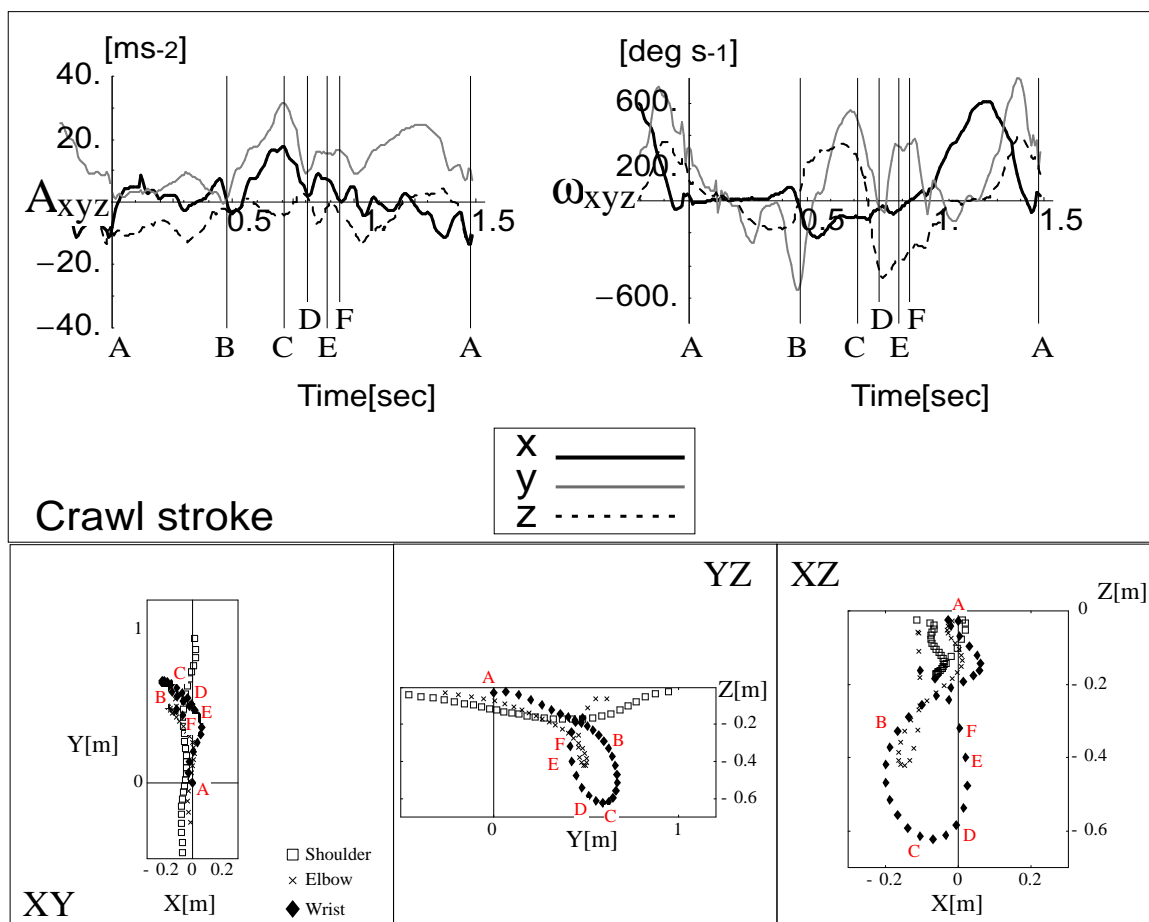 [ms-2]
[deg s-1]
40.
20.
Axyz
−20.
−40.
0.5
1.
1.5
D
F
A
B
C
E
A
Time[sec]
600.
200.
ωxyz
−600.
0.5
1.
1.5
D
F
A
B
C
E
A
Time[sec]
x
y
z
Crawl stroke
1
C
D
B
E
F
Y[m]
0
A
- 0.2 0 0.2
X[m]
XY
Shoulder
Elbow
Wrist
YZ
A
Z[m]
- 0.2
B
F
E
- 0.4
D
C
- 0.6
0
1
Y[m]
XZ
Z[m]
A
0
- 0.2
B
F
E
- 0.4
C
D
- 0.6
- 0.2 0 0.2
X[m]